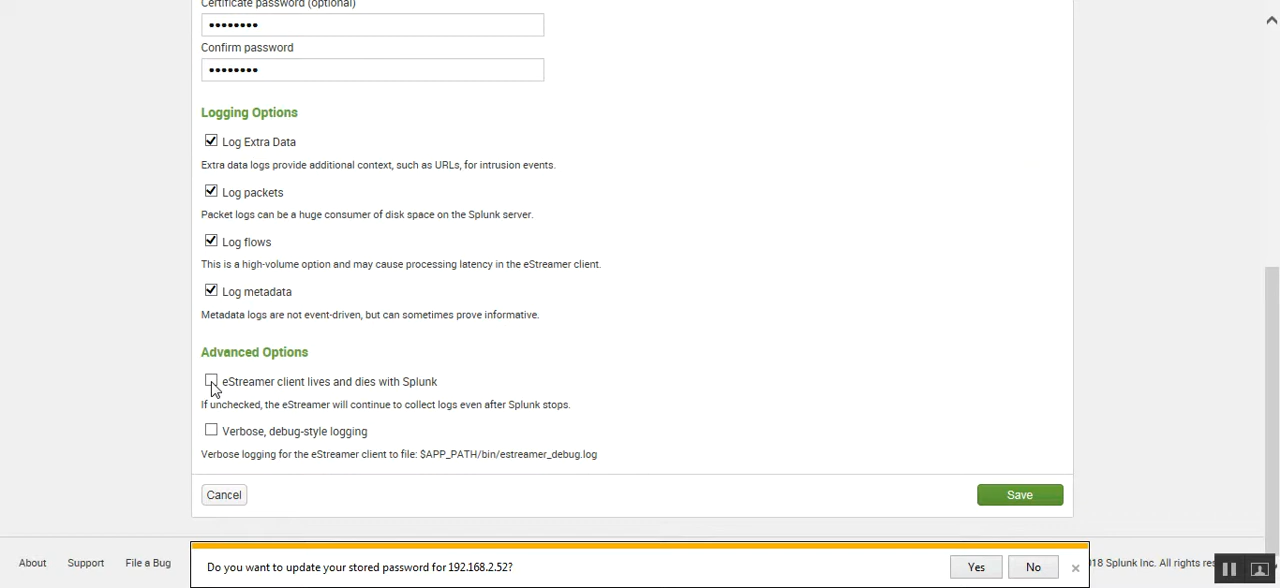 Certificate password (optional)
••••••••
Confirm password
••••••••
Logging Options
Log Extra Data
Extra data logs provide additional context, such as URLs, for intrusion events.
Log packets
Packet logs can be a huge consumer of disk space on the Splunk server.
Log flows
This is a high-volume option and may cause processing latency in the eStreamer client.
Log metadata
Metadata logs are not event-driven, but can sometimes prove informative.
Advanced Options
eStreamer client lives and dies with Splunk
If unchecked, the eStreamer will continue to collect logs even after Splunk stops.
Verbose, debug-style logging
Verbose logging for the eStreamer client to file: $APP_PATH/bin/estreamer_debug.log
Cancel Save
About Support File a Bug 18 Splunk Inc. All rights res
Do you want to update your stored password for 192.168.2.52? Yes No ×